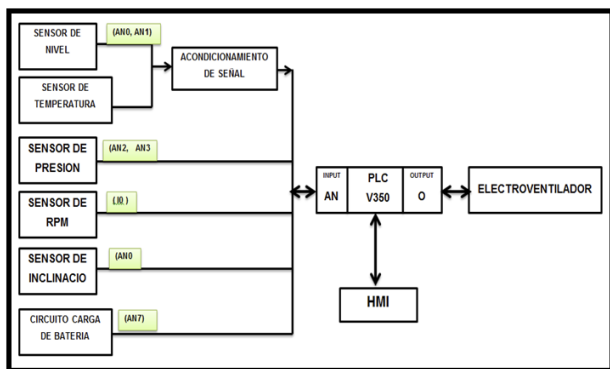 SENSOR DE
NIVEL
(AN0, AN1)
ACONDICIONAMIENTO
DE SEÑAL
SENSOR DE
TEMPERATURA
SENSOR DE
PRESION
(AN2, AN3
SENSOR DE
RPM
(I0)
SENSOR DE
INCLINACIO
(AN0
CIRCUITO CARGA
DE BATERIA
(AN7)
INPUT
AN
PLC
V350
OUTPUT
O
ELECTROVENTILADOR
HMI